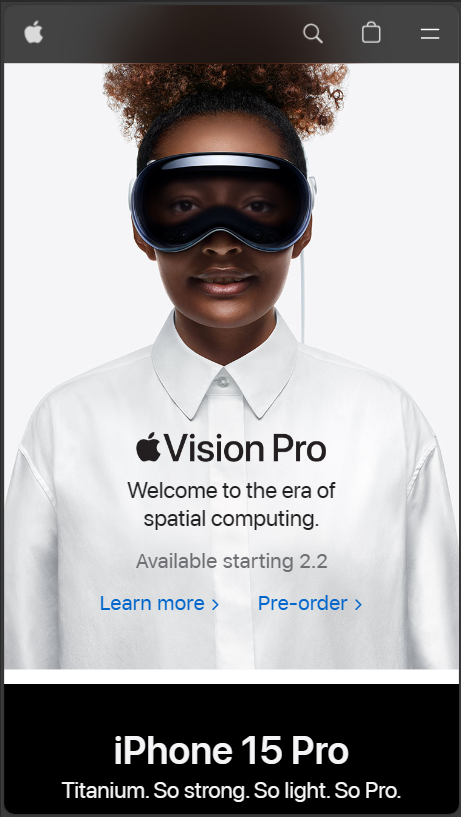 Vision Pro
Welcome to the era of
spatial computing.
Available starting 2.2
Learn more >
Pre-order >
iPhone 15 Pro
Titanium. So strong. So light. So Pro.